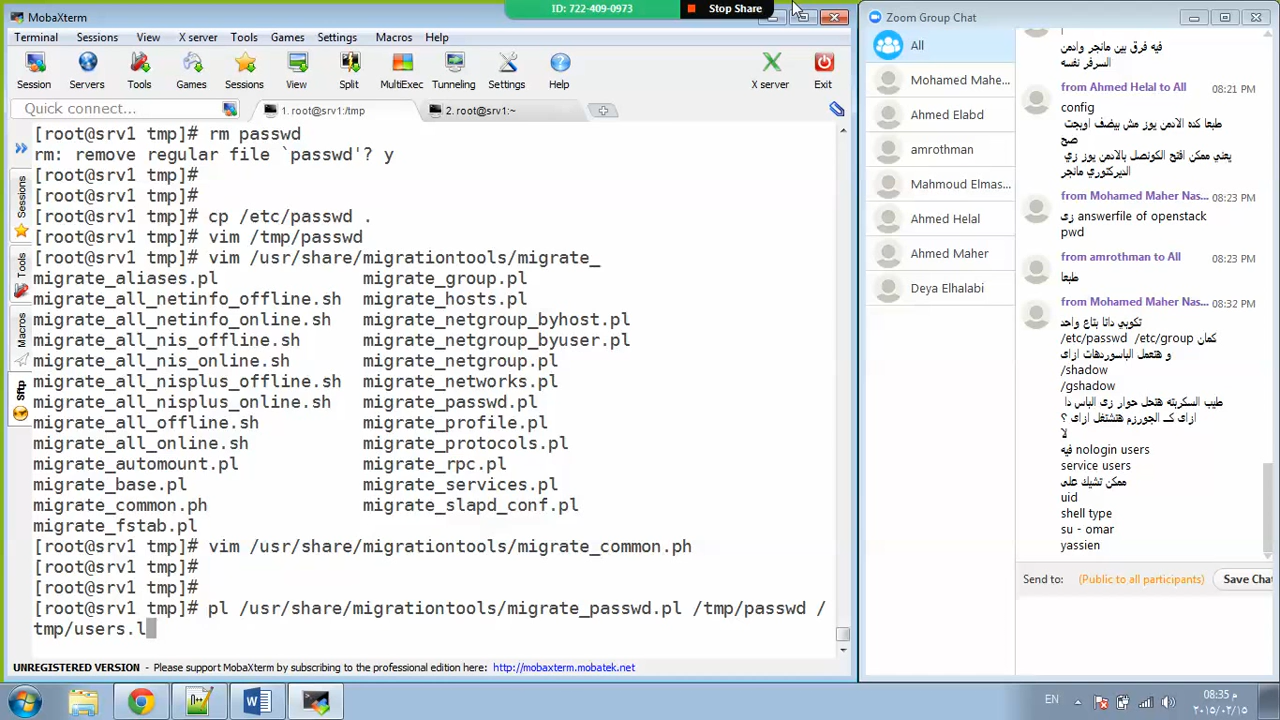 MobaXterm
ID: 722-409-0973
Stop Share
Terminal Sessions View X server Tools Games Settings Macros Help
Session Servers Tools Games Sessions View Split MultiExec Tunneling Settings Help X server Exit
Quick connect...
1. root@srv1:/tmp
2. root@srv1:~
Sessions
Tools
Macros
Sftp
[root@srv1 tmp]# rm passwd
rm: remove regular file `passwd'? y
[root@srv1 tmp]#
[root@srv1 tmp]#
[root@srv1 tmp]# cp /etc/passwd .
[root@srv1 tmp]# vim /tmp/passwd
[root@srv1 tmp]# vim /usr/share/migrationtools/migrate_
migrate_aliases.pl migrate_group.pl
migrate_all_netinfo_offline.sh migrate_hosts.pl
migrate_all_netinfo_online.sh migrate_netgroup_byhost.pl
migrate_all_nis_offline.sh migrate_netgroup_byuser.pl
migrate_all_nis_online.sh migrate_netgroup.pl
migrate_all_nisplus_offline.sh migrate_networks.pl
migrate_all_nisplus_online.sh migrate_passwd.pl
migrate_all_offline.sh migrate_profile.pl
migrate_all_online.sh migrate_protocols.pl
migrate_automount.pl migrate_rpc.pl
migrate_base.pl migrate_services.pl
migrate_common.ph migrate_slapd_conf.pl
migrate_fstab.pl
[root@srv1 tmp]# vim /usr/share/migrationtools/migrate_common.ph
[root@srv1 tmp]#
[root@srv1 tmp]#
[root@srv1 tmp]# pl /usr/share/migrationtools/migrate_passwd.pl /tmp/passwd /
tmp/users.l
UNREGISTERED VERSION - Please support MobaXterm by subscribing to the professional edition here: http://mobaxterm.mobatek.net
Zoom Group Chat
All
Mohamed Mahe...
Ahmed Elabd
amrothman
Mahmoud Elmas...
Ahmed Helal
Ahmed Maher
Deya Elhalabi
فيه فرق بين مانجر وادمن
السرفر نفسه
from Ahmed Helal to All 08:21 PM
config
طبعا كده الادمن يوز مش بيضف اوبجت
صح
يعني ممكن افتح الكونصل بالادمن يوز زي
الديركتوري مانجر
from Mohamed Maher Nas... 08:23 PM
زى answerfile of openstack
pwd
from amrothman to All 08:23 PM
طبعا
from Mohamed Maher Nas... 08:32 PM
تكوبي داتا بتاع واحد
/etc/passwd /etc/group كمان
و هتعمل الباسوردهات ازاى
/shadow
/gshadow
طيب السكربته هتحل حوار زى الباس دا
ازاى كـ الجورزم هتشتغل ازاى ؟
لا
فيه nologin users
service users
ممكن تشيك على
uid
shell type
su - omar
yassien
Send to: (Public to all participants) Save Chat
EN
08:35 م
٢٠١٥/٠٢/١٥